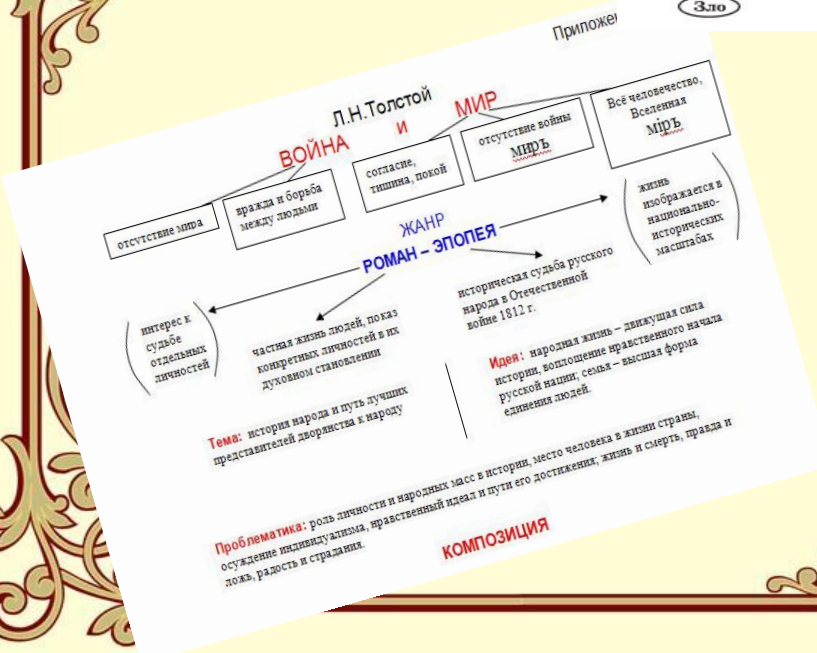 Зло
Приложе
Л.Н.Толстой
ВОЙНА И МИР
отсутствие мира
вражда и борьба
между людьми
согласие,
тишина, покой
отсутствие войны
миръ
Всё человечество,
Вселенная
мiръ
ЖАНР
РОМАН – ЭПОПЕЯ
интерес к
судьбе
отдельных
личностей
частная жизнь людей, показ
конкретных личностей в их
духовном становлении
историческая судьба русского
народа в Отечественной
войне 1812 г.
жизнь
изображается в
национально-
исторических
масштабах
Тема: история народа и путь лучших
представителей дворянства к народу
Идея: народная жизнь – движущая сила
истории, воплощение нравственного начала
русской нации; семья – высшая форма
единения людей.
Проблематика: роль личности и народных масс в истории, место человека в жизни страны,
осуждение индивидуализма, нравственный идеал и пути его достижения; жизнь и смерть, правда и
ложь, радость и страдания.
КОМПОЗИЦИЯ